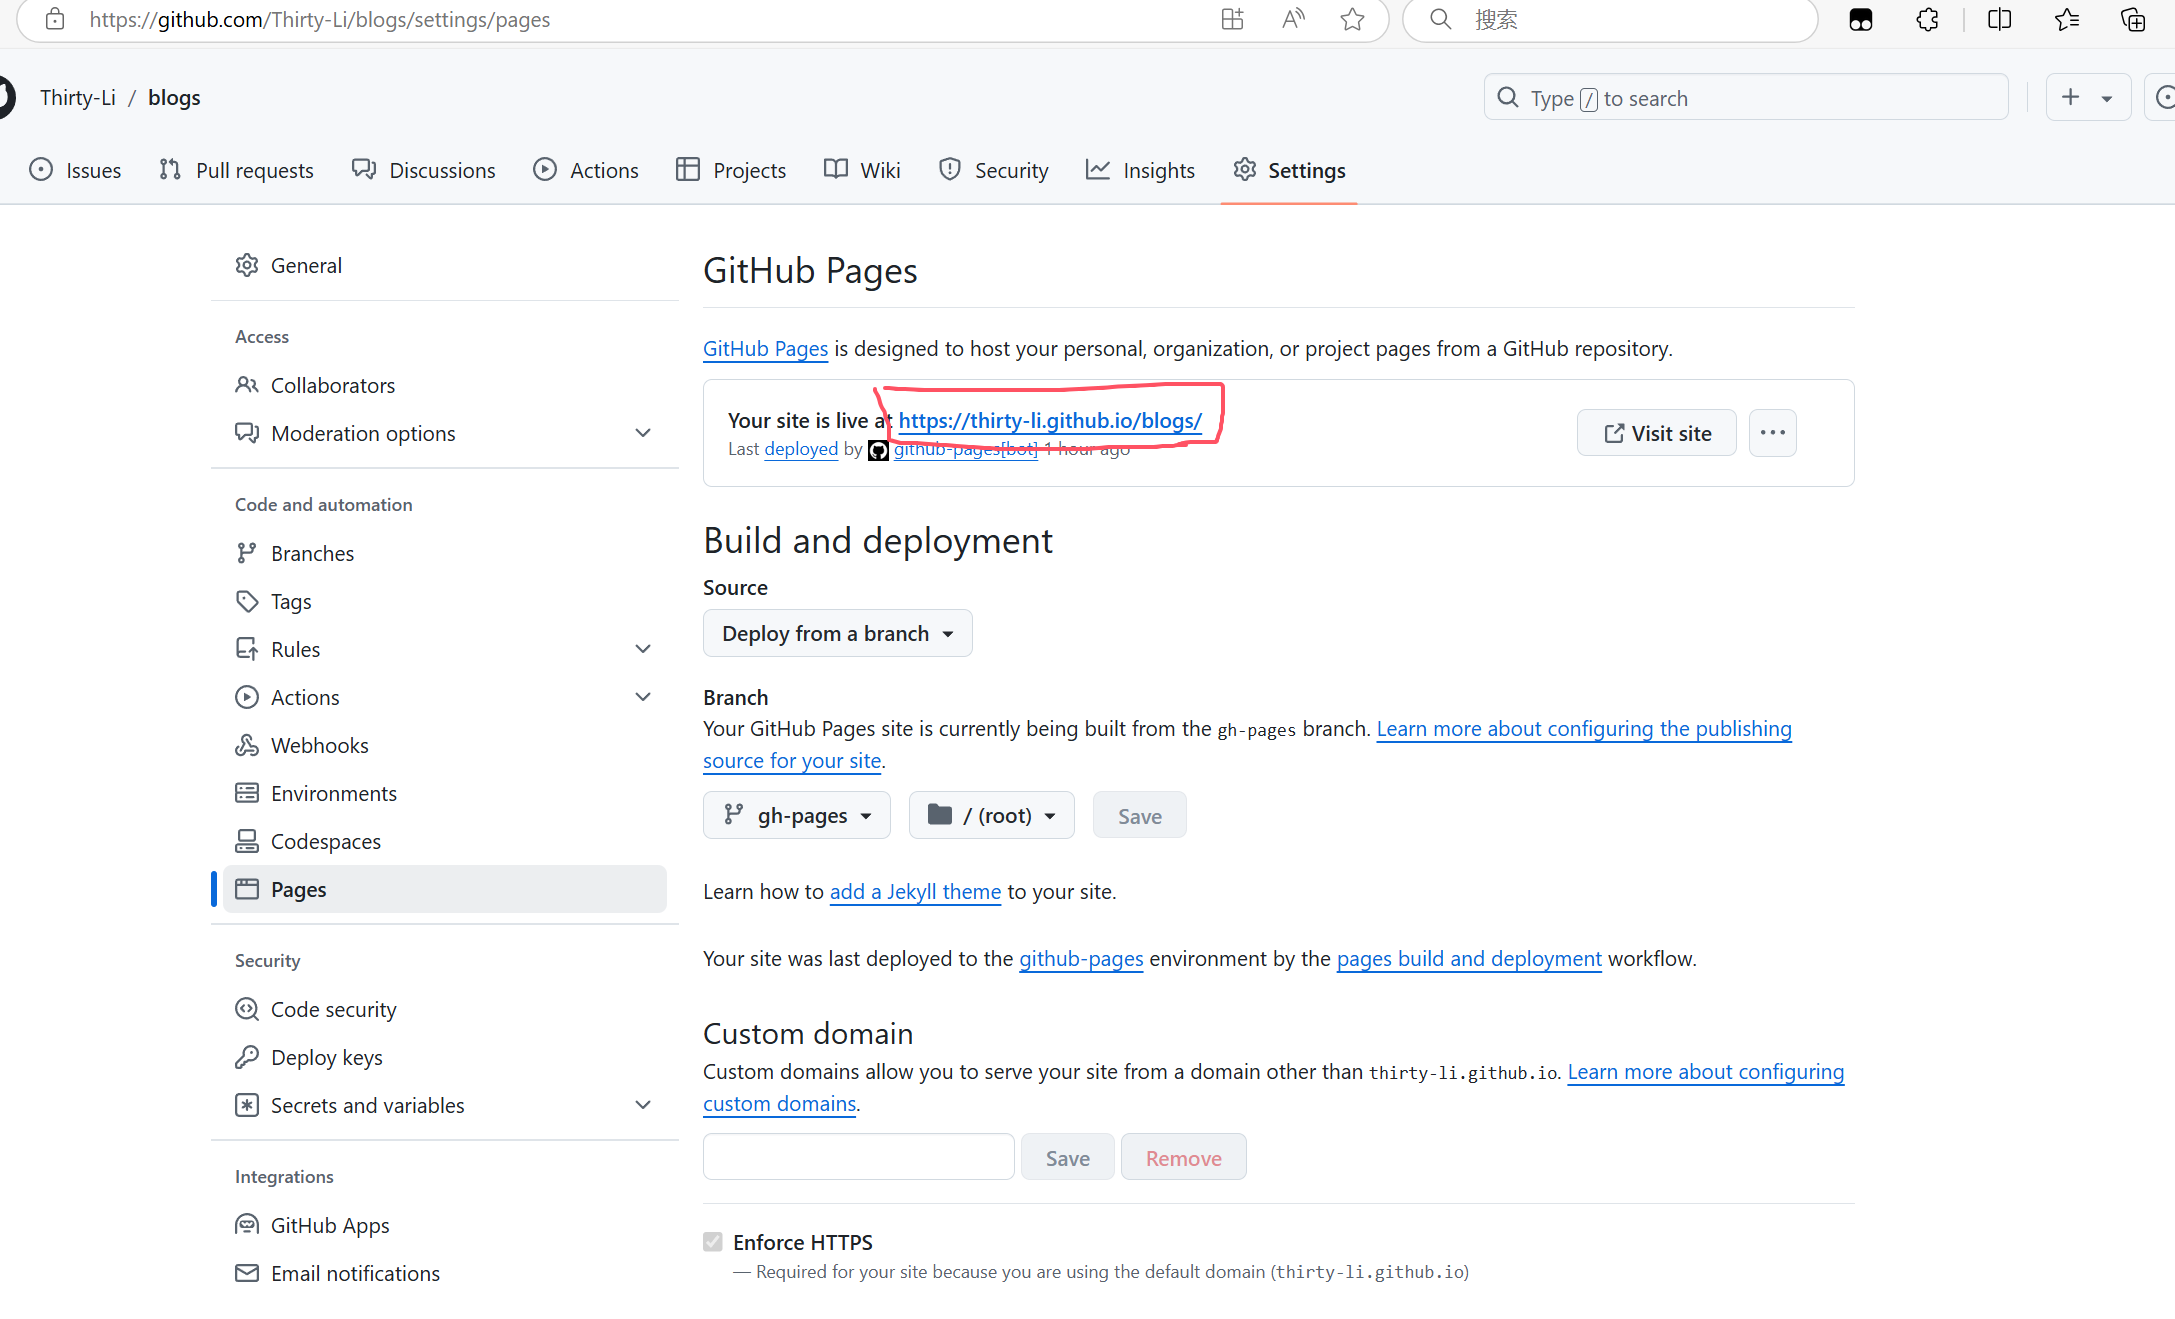 https://github.com/Thirty-Li/blogs/settings/pages
搜索
Thirty-Li / blogs
Type / to search
Issues
Pull requests
Discussions
Actions
Projects
Wiki
Security
Insights
Settings
General
Access
Collaborators
Moderation options
Code and automation
Branches
Tags
Rules
Actions
Webhooks
Environments
Codespaces
Pages
Security
Code security
Deploy keys
Secrets and variables
Integrations
GitHub Apps
Email notifications
GitHub Pages
GitHub Pages is designed to host your personal, organization, or project pages from a GitHub repository.
Your site is live at https://thirty-li.github.io/blogs/
Last deployed by github-pages[bot] 1 hour ago
Visit site
Build and deployment
Source
Deploy from a branch
Branch
Your GitHub Pages site is currently being built from the gh-pages branch. Learn more about configuring the publishing
source for your site.
gh-pages
/ (root)
Save
Learn how to add a Jekyll theme to your site.
Your site was last deployed to the github-pages environment by the pages build and deployment workflow.
Custom domain
Custom domains allow you to serve your site from a domain other than thirty-li.github.io. Learn more about configuring
custom domains.
Save
Remove
Enforce HTTPS
— Required for your site because you are using the default domain (thirty-li.github.io)